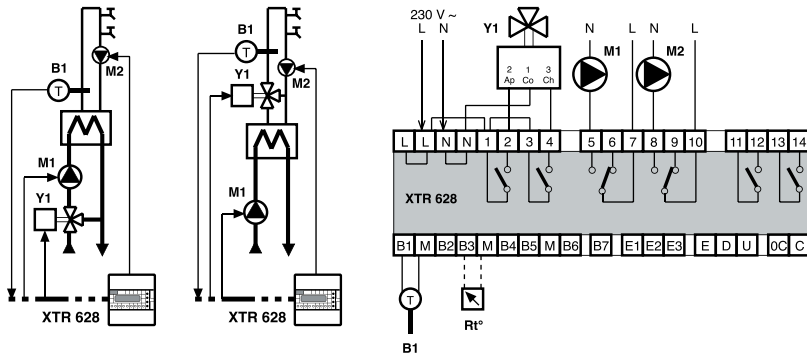 B1
M2
M1
Y1
XTR 628
T
B1
Y1
M2
M1
XTR 628
T
230 V ~
L N
Y1
N M1 L N M2 L
2 1 3
Ap Co Ch
L L N N 1 2 3 4 5 6 7 8 9 10 11 12 13 14
XTR 628
B1 M B2 B3 M B4 B5 M B6 B7 E1 E2 E3 E D U 0C C
T
Rt°
B1